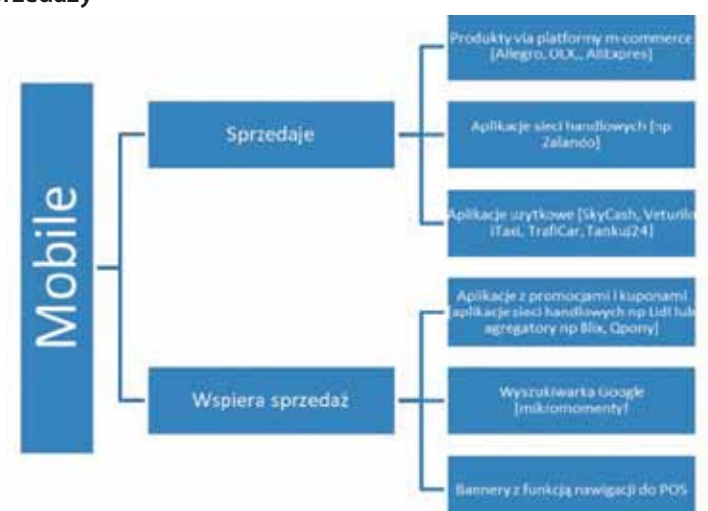 Mobile
Sprzedaje
Produkty via platformy m-commerce
[Allegro, OLX,, AliExpres]
Aplikacje sieci handlowych [np
Zalando]
Aplikacje uzytkowe [SkyCash, Veturilo
iTaxi, TrafiCar, Tankuj24]
Wspiera sprzedaż
Aplikacje z promocjami i kuponami
[aplikacje sieci handlowych np Lidl lub
agregatory np Blix, Qpony]
Wyszukiwarka Google
[mikromomenty]
Bannery z funkcją nawigacji do POS